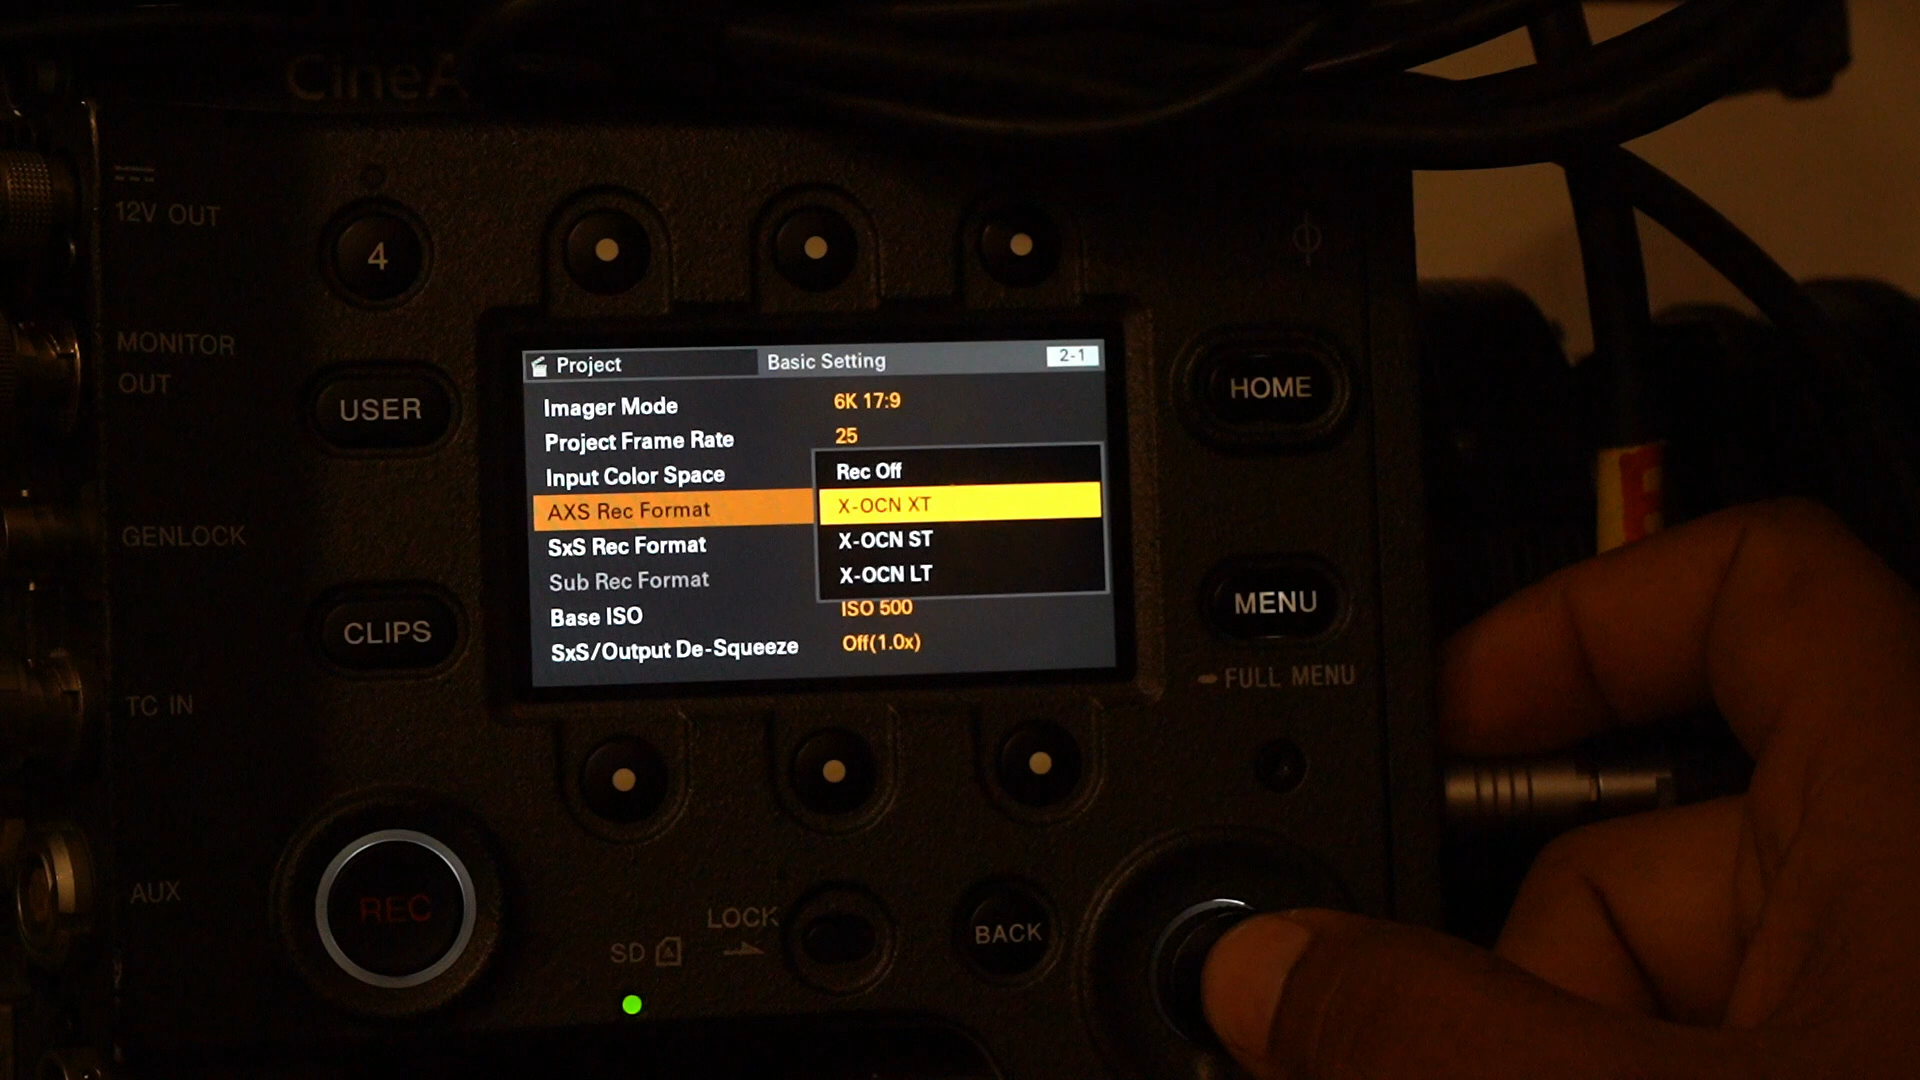 CineA
12V OUT
4
MONITOR
OUT
USER
GENLOCK
CLIPS
TC IN
AUX
REC
Project
Basic Setting
2-1
Imager Mode 6K 17:9
Project Frame Rate 25
Input Color Space
AXS Rec Format
SxS Rec Format
Sub Rec Format
Base ISO ISO 500
SxS/Output De-Squeeze Off(1.0x)
Rec Off
X-OCN XT
X-OCN ST
X-OCN LT
HOME
MENU
FULL MENU
LOCK
SD
BACK